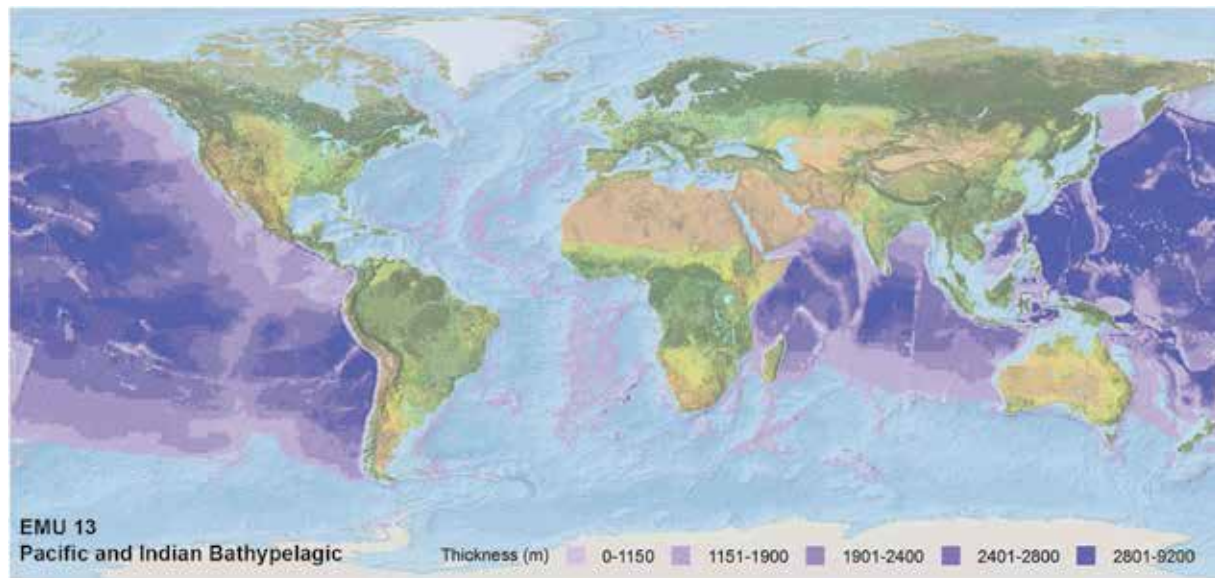 EMU 13
Pacific and Indian Bathypelagic
Thickness (m) 0-1150 1151-1900 1901-2400 2401-2800 2801-9200